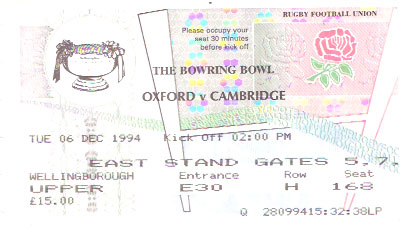 RUGBY FOOTBALL UNION
Please occupy your
seat 30 minutes
before kick off
THE BOWRING BOWL
OXFORD v CAMBRIDGE
TUE 06 DEC 1994 Kick Off 02:00 PM
EAST STAND GATES 5,7,
WELLINGBOROUGH Entrance Row Seat
UPPER E30 H 168
£15.00
Q 28099415:32:38LP